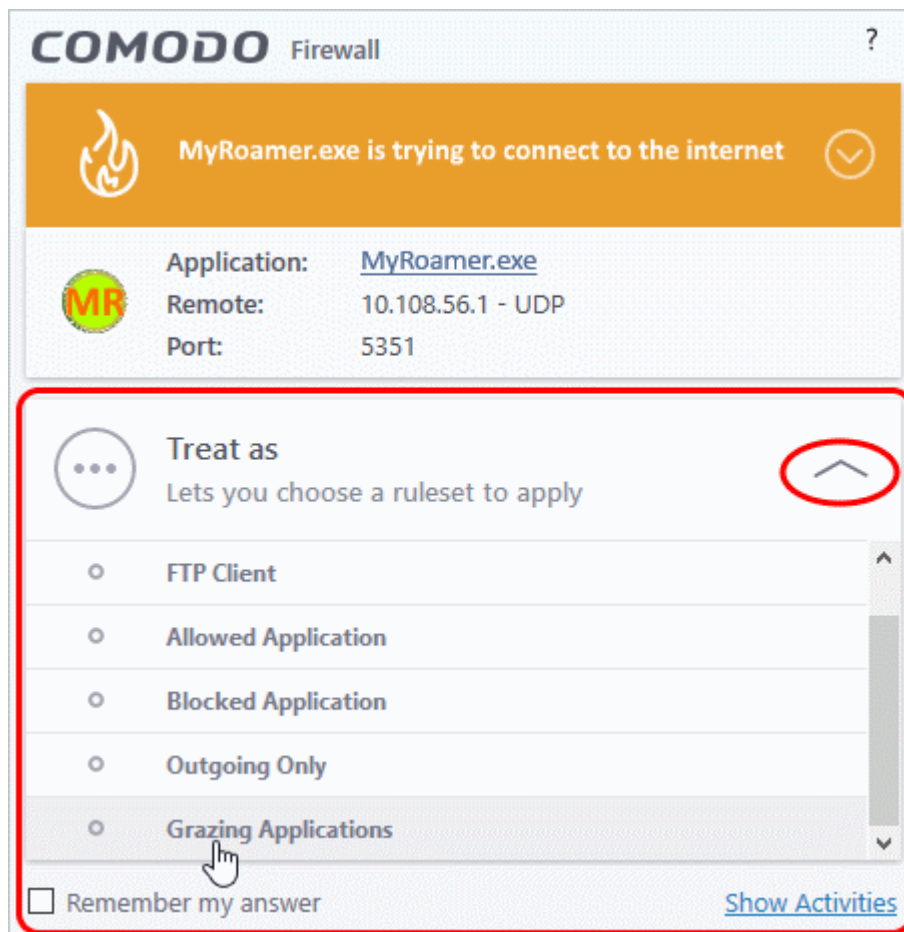 COMODO Firewall ?
MyRoamer.exe is trying to connect to the internet
MR
Application: MyRoamer.exe
Remote: 10.108.56.1 - UDP
Port: 5351
Treat as
Lets you choose a ruleset to apply
FTP Client
Allowed Application
Blocked Application
Outgoing Only
Grazing Applications
Remember my answer Show Activities